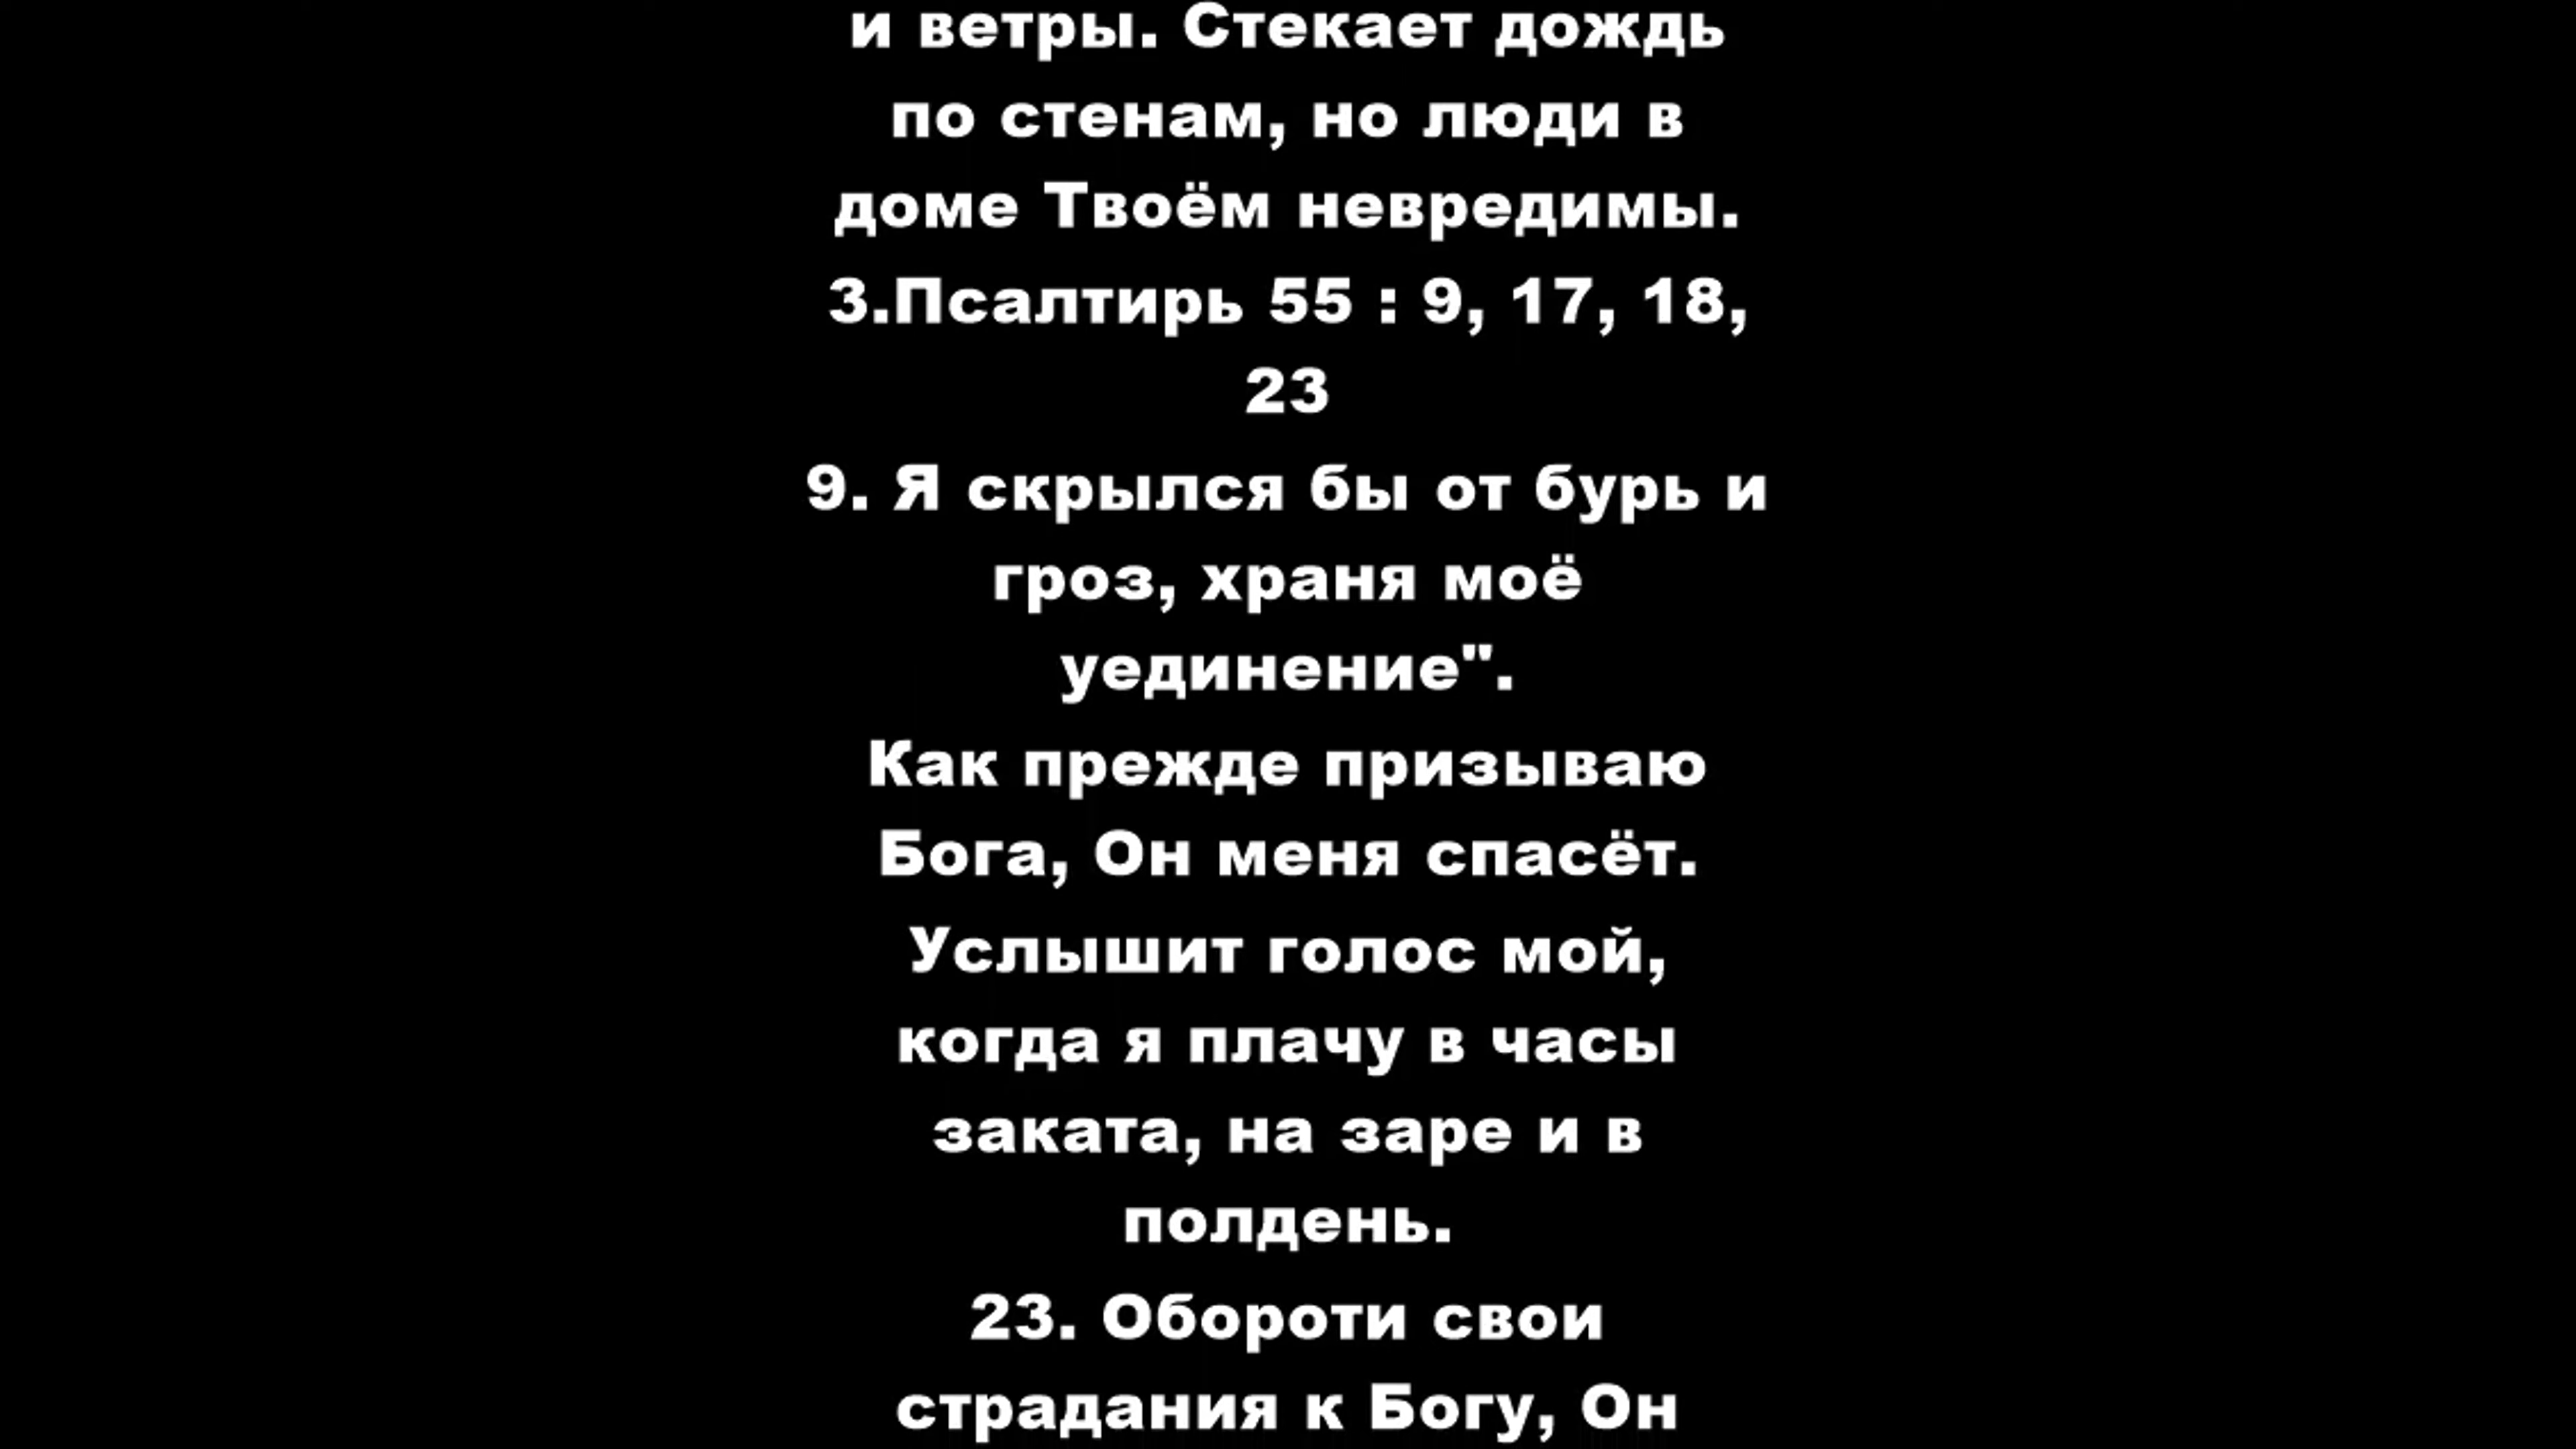 и ветры. Стекает дождь
по стенам, но люди в
доме Твоём невредимы.
3.Псалтирь 55 : 9, 17, 18,
23
9. Я скрылся бы от бурь и
гроз, храня моё
уединение".
Как прежде призываю
Бога, Он меня спасёт.
Услышит голос мой,
когда я плачу в часы
заката, на заре и в
полдень.
23. Обороти свои
страдания к Богу, Он